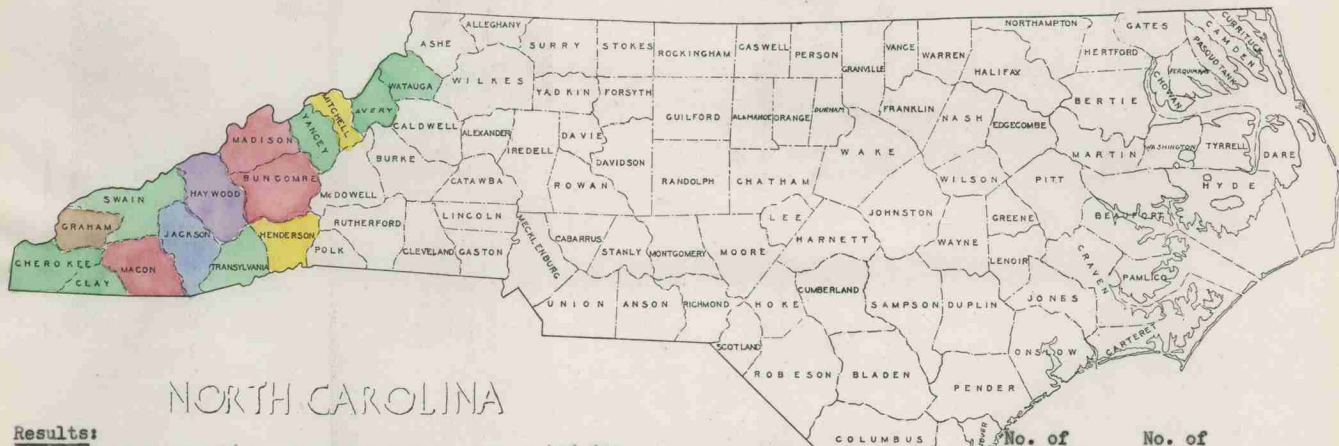 ALLEGHANY
NORTHAMPTON
GATES
CURRITUCK
CAMDEN
ASHE
SURRY
STOKES
ROCKINGHAM
CASWELL
PERSON
VANCE
WARREN
HERTFORD
PASQUOTANK
PERQUIMANS
CHOWAN
GRANVILLE
HALIFAX
WATAUGA
WILKES
YADKIN
FORSYTH
MITCHELL
AVERY
FRANKLIN
BERTIE
YANCEY
CALDWELL
ALEXANDER
GUILFORD
ALAMANCE
ORANGE
DURHAM
NASH
EDGECOMBE
MADISON
IREDELL
DAVIE
DAVIDSON
WAKE
MARTIN
WASHINGTON
TYRRELL
DARE
BURKE
BUNCOMBE
HAYWOOD
McDOWELL
CATAWBA
ROWAN
RANDOLPH
CHATHAM
WILSON
PITT
HYDE
SWAIN
GRAHAM
JACKSON
HENDERSON
RUTHERFORD
LINCOLN
LEE
JOHNSTON
GREENE
BEAUFORT
CHEROKEE
MACON
TRANSYLVANIA
POLK
CLEVELAND
GASTON
MECKLENBURG
CABARRUS
STANLY
MONTGOMERY
MOORE
HARNETT
WAYNE
LENOIR
CRAVEN
PAMLICO
CLAY
UNION
ANSON
RICHMOND
HOKE
CUMBERLAND
SAMPSON
DUPLIN
JONES
CARTERET
SCOTLAND
ONSLOW
ROBESON
BLADEN
PENDER
NORTH CAROLINA
COLUMBUS
Results:
No. of No. of